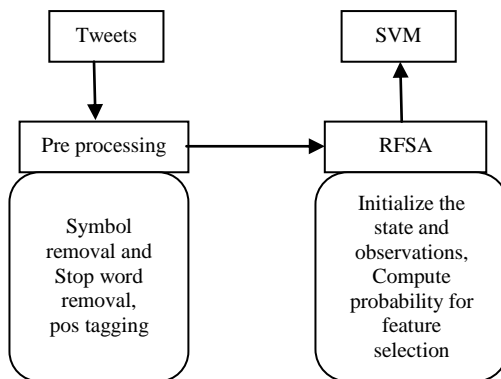 Tweets
SVM
Pre processing
RFSA
Symbol
removal and
Stop word
removal,
pos tagging
Initialize the
state and
observations,
Compute
probability for
feature
selection